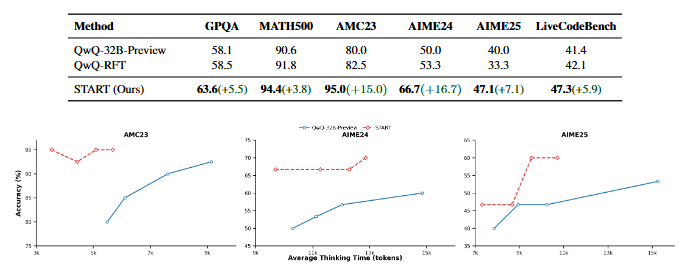 Method GPQA MATH500 AMC23 AIME24 AIME25 LiveCodeBench
QwQ-32B-Preview 58.1 90.6 80.0 50.0 40.0 41.4
QwQ-RFT 58.5 91.8 82.5 53.3 33.3 42.1
START (Ours) 63.6(+5.5) 94.4(+3.8) 95.0(+15.0) 66.7(+16.7) 47.1(+7.1) 47.3(+5.9)
QwQ-32B-Preview START
AMC23 AIME24 AIME25
Accuracy (%)
95
90
85
80
75
3k 5k 7k 9k
75
70
65
60
55
50
45
9k 11k 13k 15k
65
60
55
50
45
40
35
7k 9k 11k 13k 15k
Average Thinking Time (tokens)